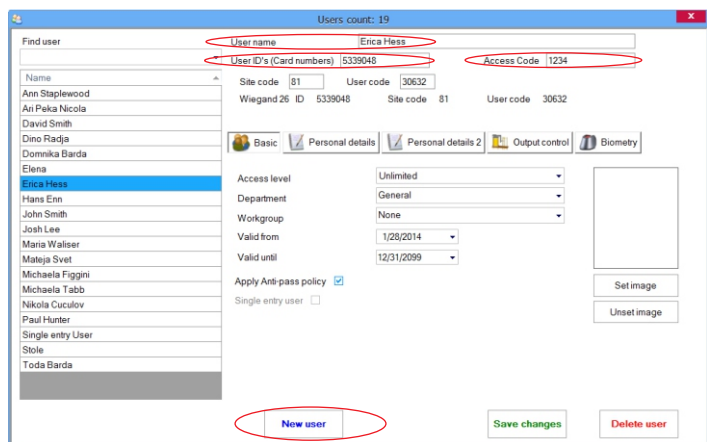 Users count: 19
x
Find user
User name Erica Hess
User ID's (Card numbers) 5339048 Access Code 1234
Name
Ann Staplewood
Ari Peka Nicola
David Smith
Dino Radja
Domnika Barda
Elena
Erica Hess
Hans Enn
John Smith
Josh Lee
Maria Waliser
Mateja Svet
Michaela Figgini
Michaela Tabb
Nikola Cuculov
Paul Hunter
Single entry User
Stole
Toda Barda
Site code 81 User code 30632
Wiegand 26 ID 5339048 Site code 81 User code 30632
Basic Personal details Personal details 2 Output control Biometry
Access level Unlimited
Department General
Workgroup None
Valid from 1/28/2014
Valid until 12/31/2099
Apply Anti-pass policy
Single entry user
Set image
Unset image
New user Save changes Delete user